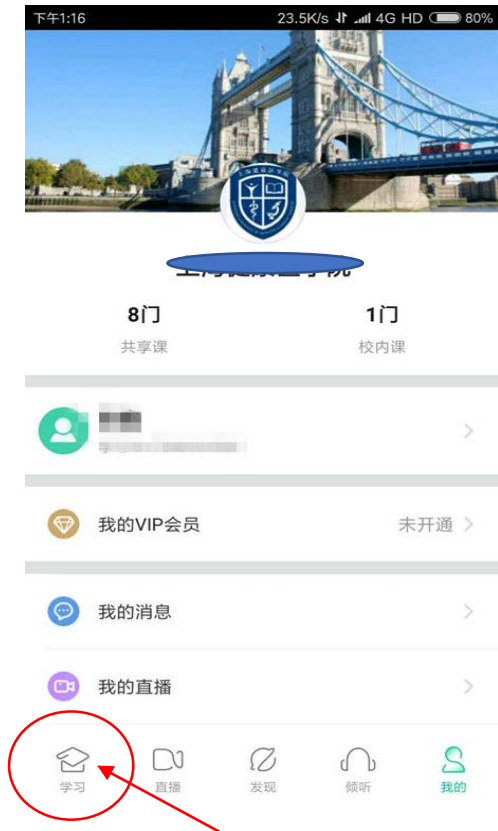 下午1:16 23.5K/s 4G HD 80%
8门 1门
共享课 校内课
我的VIP会员 未开通
我的消息
我的直播
学习 直播 发现 倾听 我的